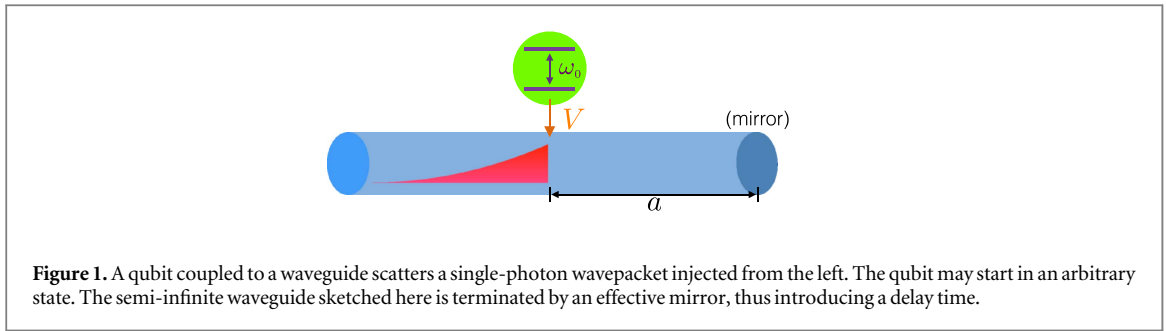 ω₀
V
(mirror)
a
Figure 1. A qubit coupled to a waveguide scatters a single-photon wavepacket injected from the left. The qubit may start in an arbitrary
state. The semi-infinite waveguide sketched here is terminated by an effective mirror, thus introducing a delay time.